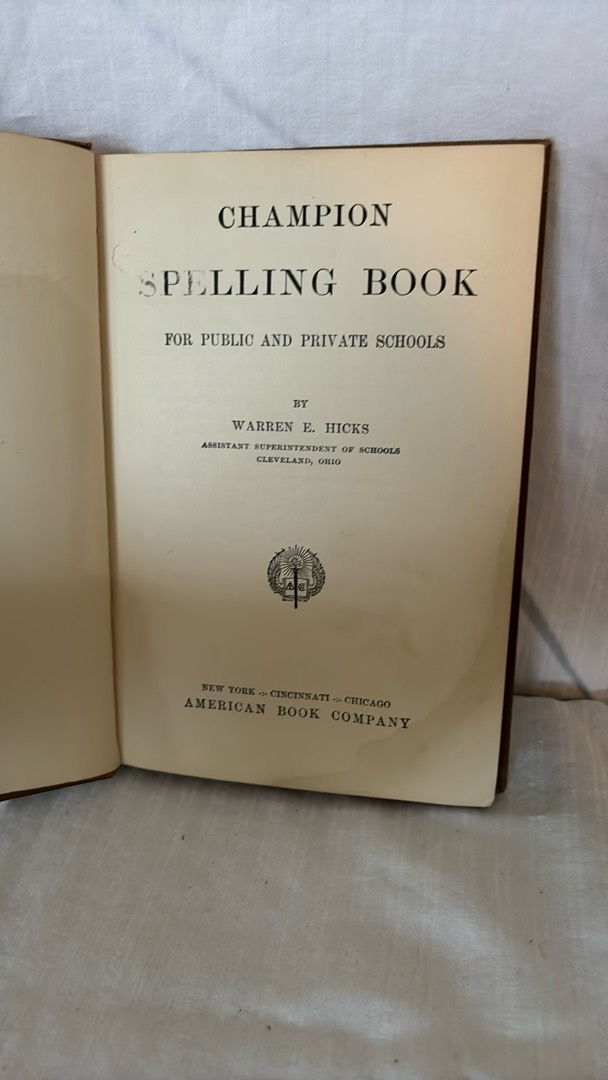 CHAMPION
SPELLING BOOK
FOR PUBLIC AND PRIVATE SCHOOLS
BY
WARREN E. HICKS
ASSISTANT SUPERINTENDENT OF SCHOOLS
CLEVELAND, OHIO
NEW YORK ·:· CINCINNATI ·:· CHICAGO
AMERICAN BOOK COMPANY